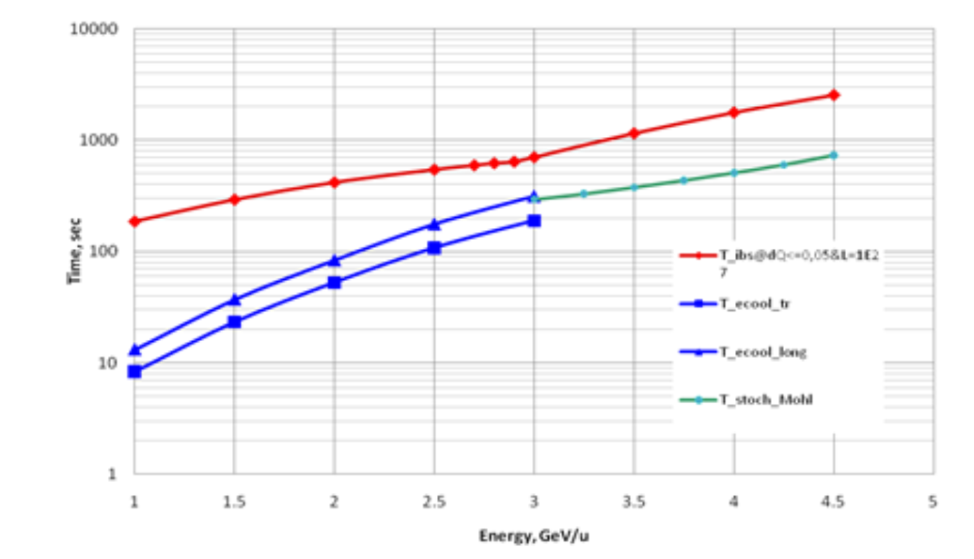 10000
1000
100
10
1
Time, sec
1
1.5
2
2.5
3
3.5
4
4.5
5
Energy, GeV/u
T_ibs@dQ<=0,05&L=1E2
7
T_ecool_tr
T_ecool_long
T_stoch_Mohl